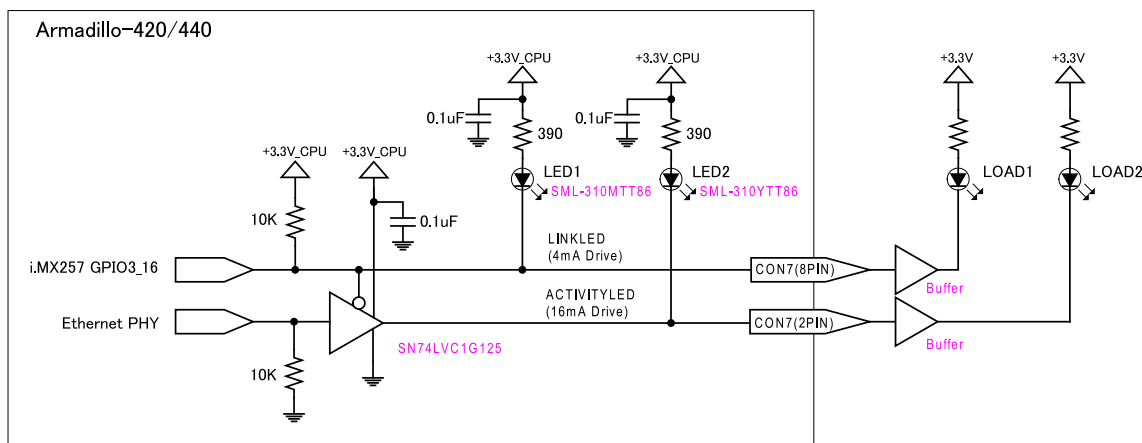 Armadillo-420/440
+3.3V_CPU
+3.3V_CPU
+3.3V
+3.3V
0.1uF
390
0.1uF
390
+3.3V_CPU
+3.3V_CPU
LED1
SML-310MTT86
LED2
SML-310YTT86
LOAD1
LOAD2
10K
0.1uF
LINKLED
(4mA Drive)
i.MX257 GPIO3_16
CON7(8PIN)
Buffer
ACTIVITYLED
(16mA Drive)
Ethernet PHY
CON7(2PIN)
Buffer
SN74LVC1G125
10K